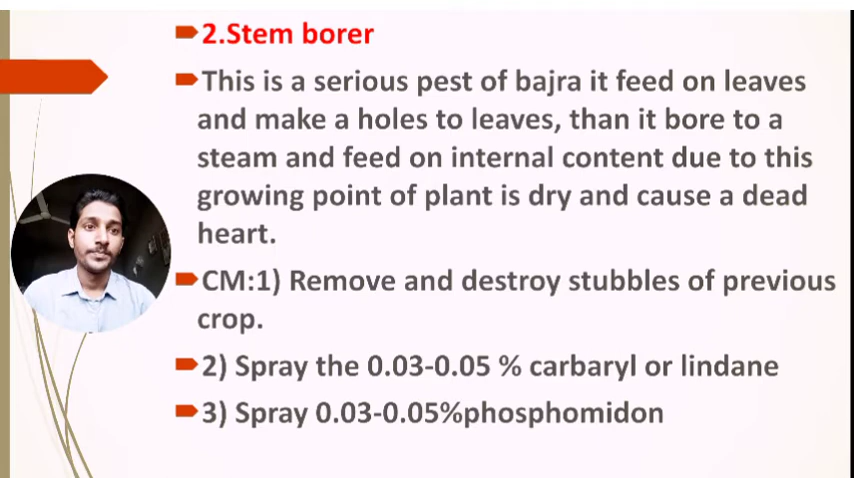 2.Stem borer
This is a serious pest of bajra it feed on leaves
and make a holes to leaves, than it bore to a
steam and feed on internal content due to this
growing point of plant is dry and cause a dead
heart.
CM:1) Remove and destroy stubbles of previous
crop.
2) Spray the 0.03-0.05 % carbaryl or lindane
3) Spray 0.03-0.05%phosphomidon